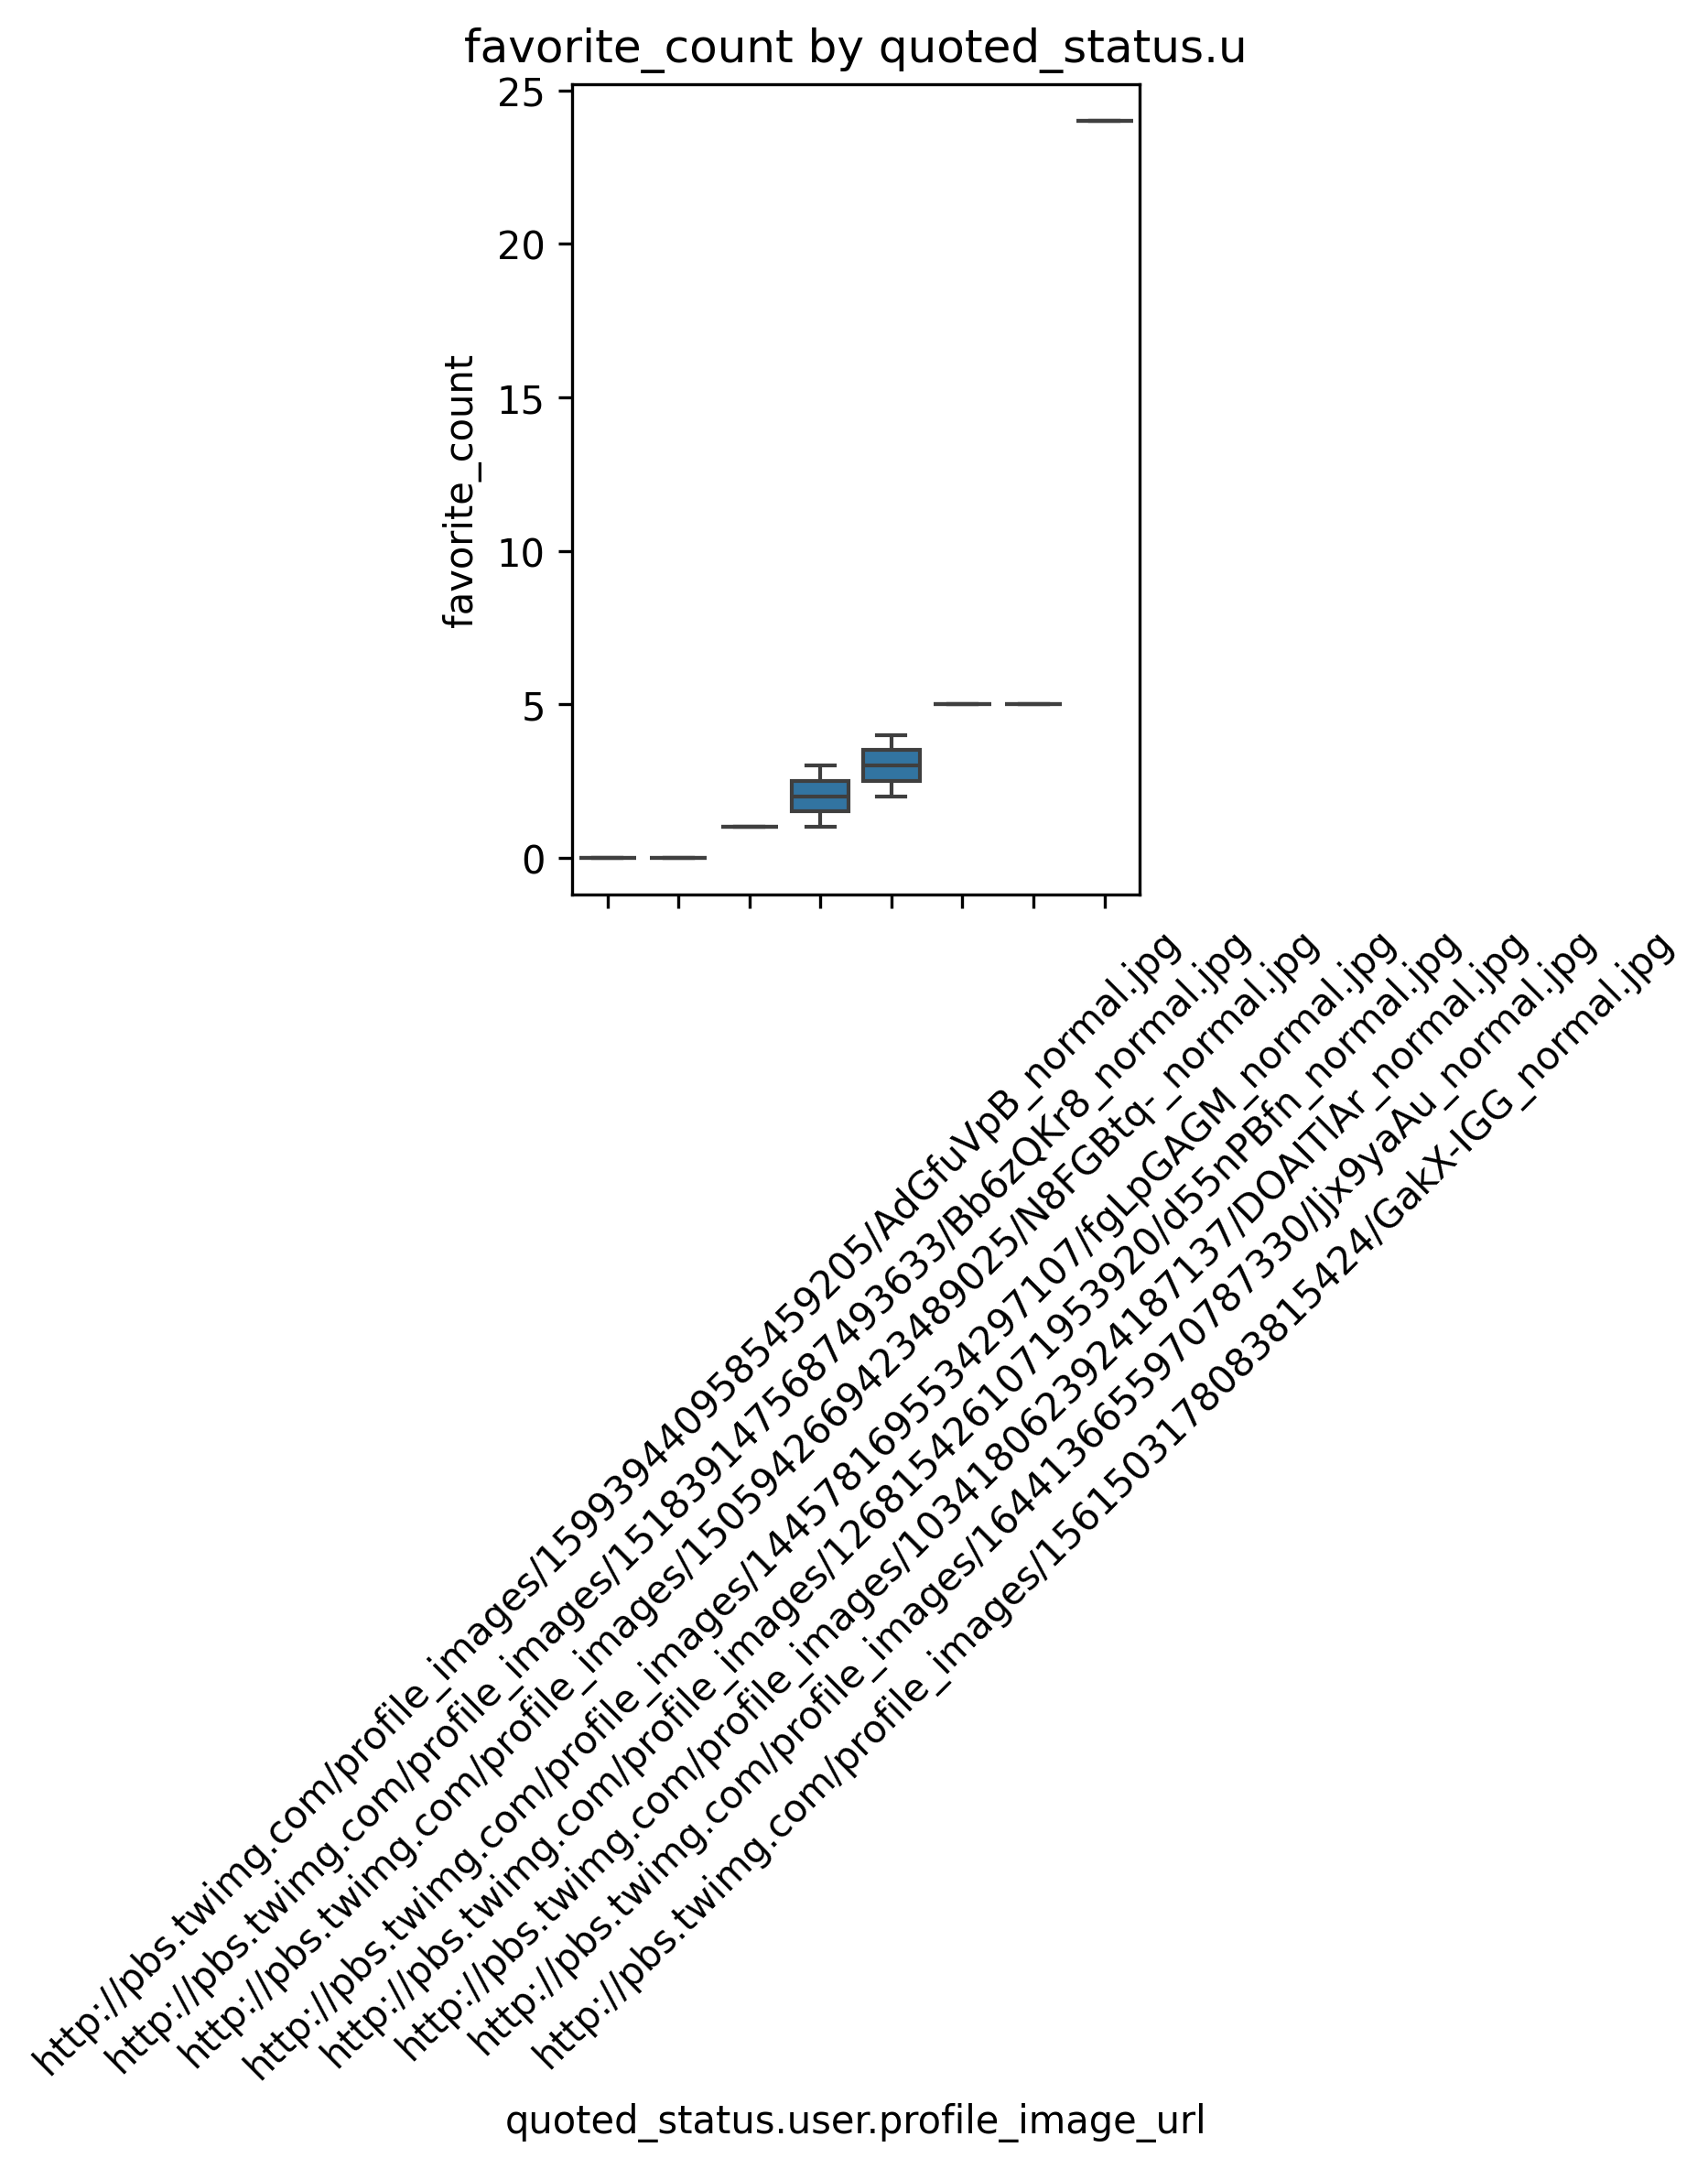 favorite_count by quoted_status.u
25
20
15
10
5
0
favorite_count
http://pbs.twimg.com/profile_images/1599394409585459205/AdGfuVpB_normal.jpg
http://pbs.twimg.com/profile_images/1518391475687493633/Bb6zQKr8_normal.jpg
http://pbs.twimg.com/profile_images/1505942669423489025/N8FGBtq-_normal.jpg
http://pbs.twimg.com/profile_images/1445781695534297107/fgLpGAGM_normal.jpg
http://pbs.twimg.com/profile_images/1268154261071953920/d55nPBfn_normal.jpg
http://pbs.twimg.com/profile_images/1034180623924187137/DOAITlAr_normal.jpg
http://pbs.twimg.com/profile_images/1644136655970787330/Jjx9yaAu_normal.jpg
http://pbs.twimg.com/profile_images/1561503178083815424/GakX-lGG_normal.jpg
quoted_status.user.profile_image_url